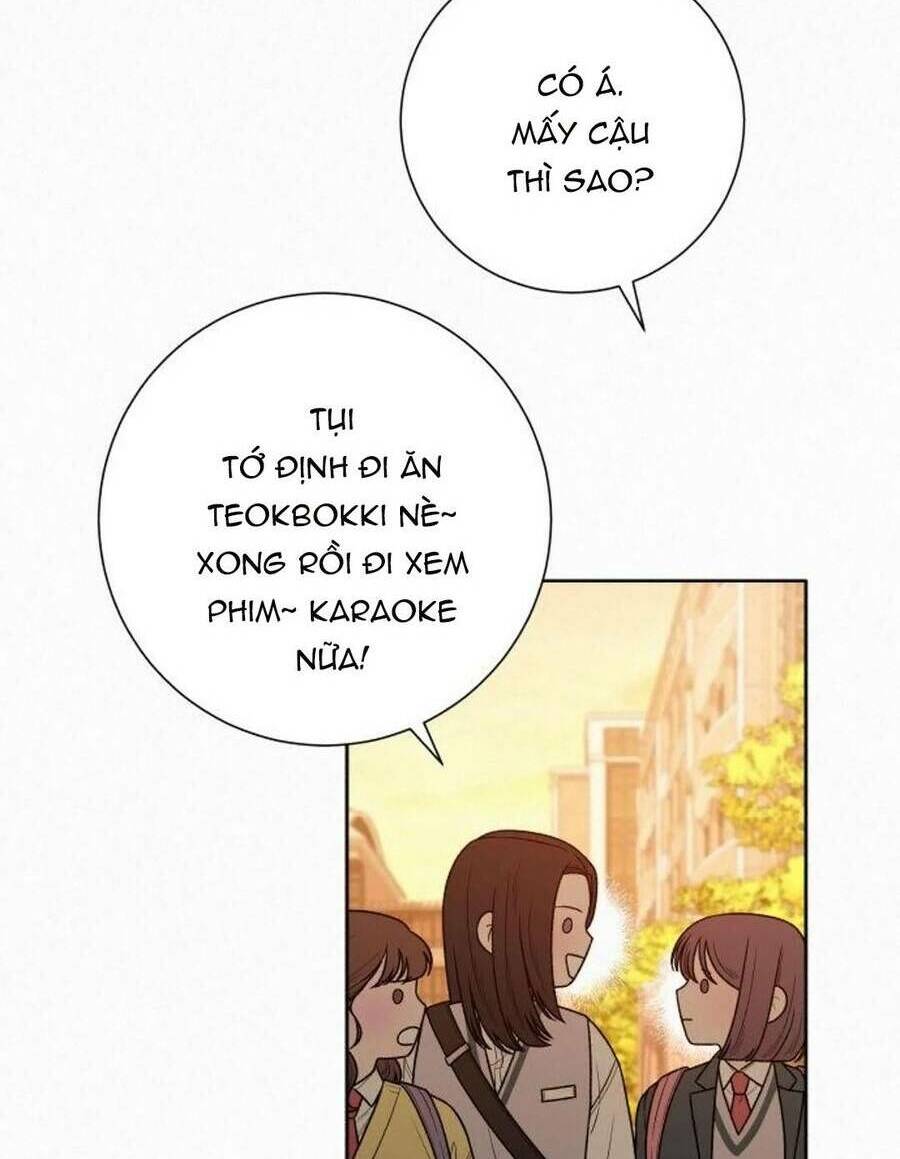 CÓ Á.
MẤY CẬU
THÌ SAO?
TỤI
TỚ ĐỊNH ĐI ĂN
TEOKBOKKI NÈ~
XONG RỒI ĐI XEM
PHIM~ KARAOKE
NỮA!